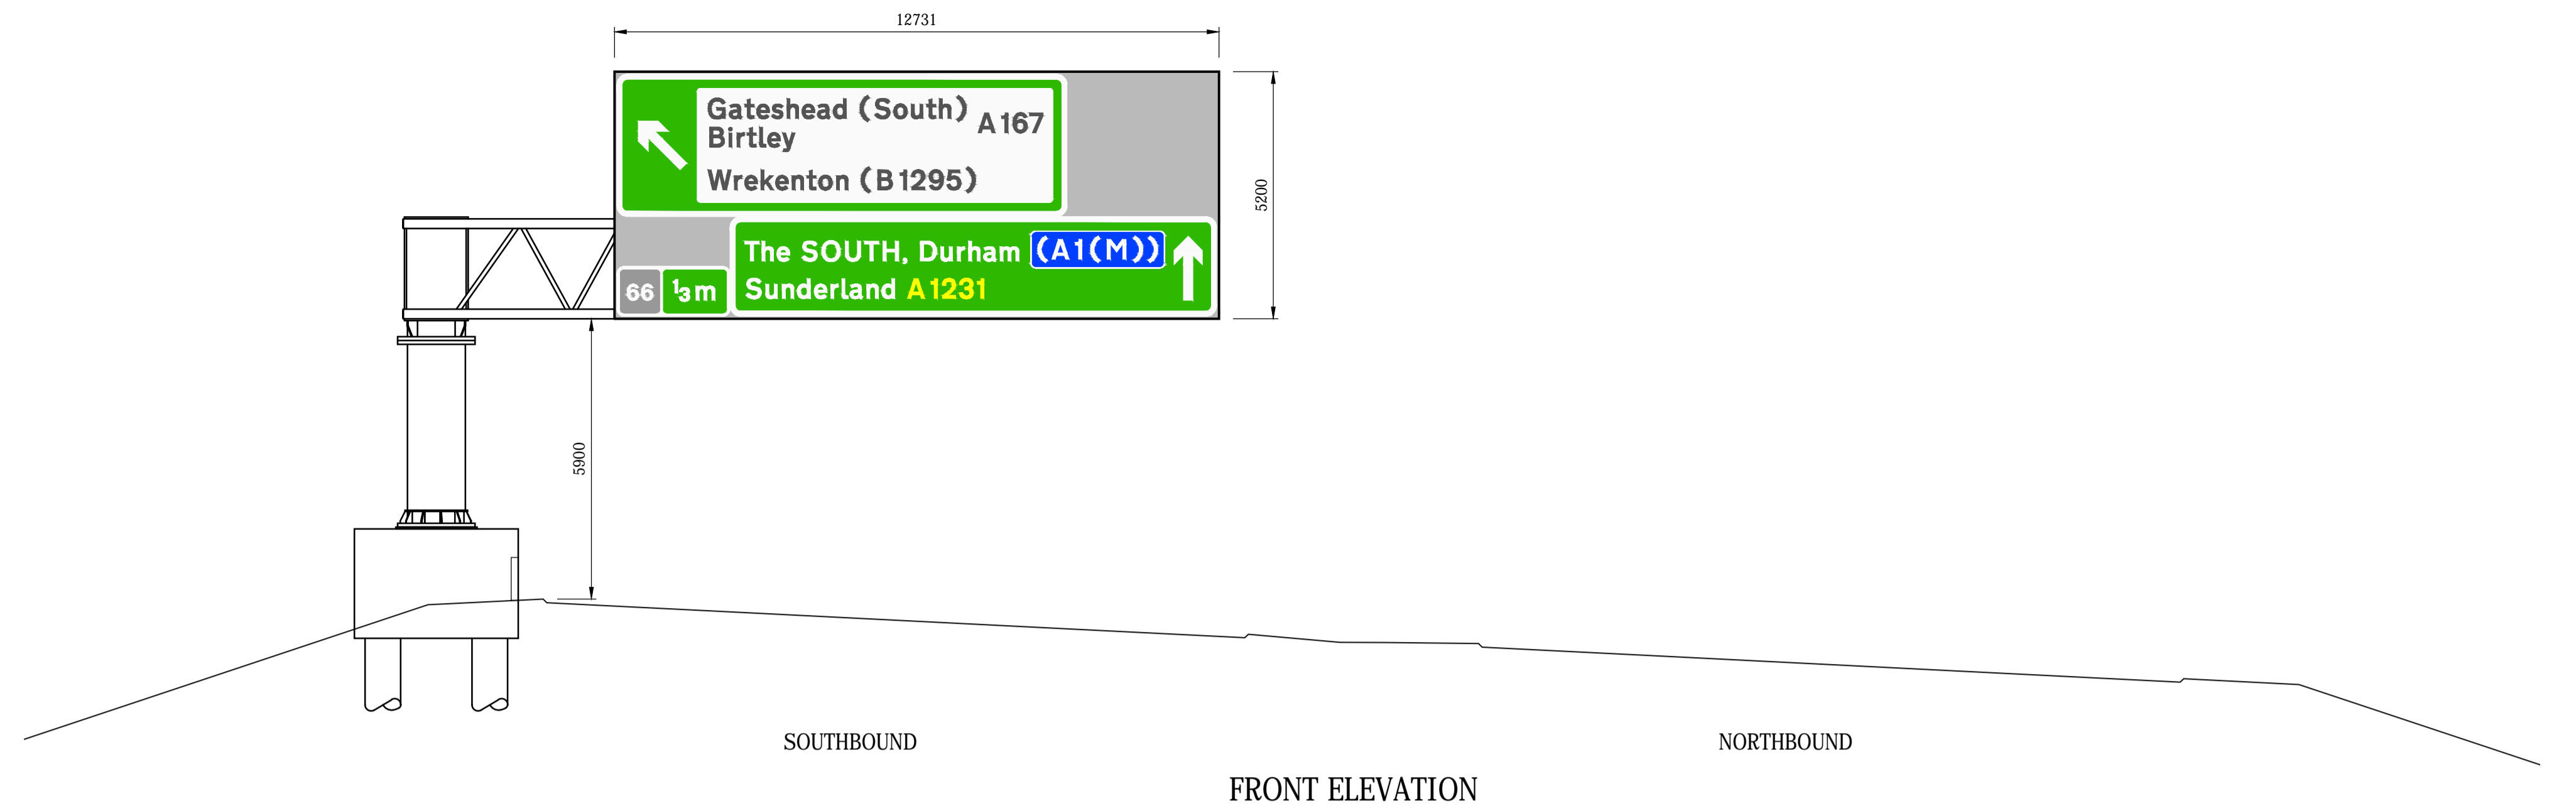 12731
Gateshead (South)
Birtley
A167
Wrekenton (B1295)
5200
The SOUTH, Durham (A1(M))
Sunderland A1231
66
1/3 m
5900
SOUTHBOUND
NORTHBOUND
FRONT ELEVATION